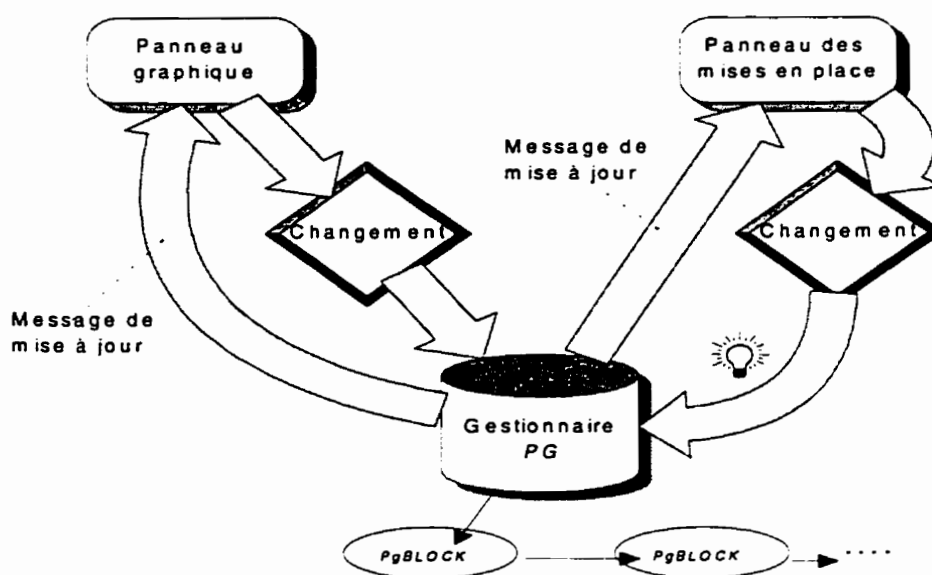 Panneau
graphique
Panneau des
mises en place
Message de
mise à jour
Changement
Changement
Message de
mise à jour
Gestionnaire
PG
PgBLOCK
PgBLOCK
....